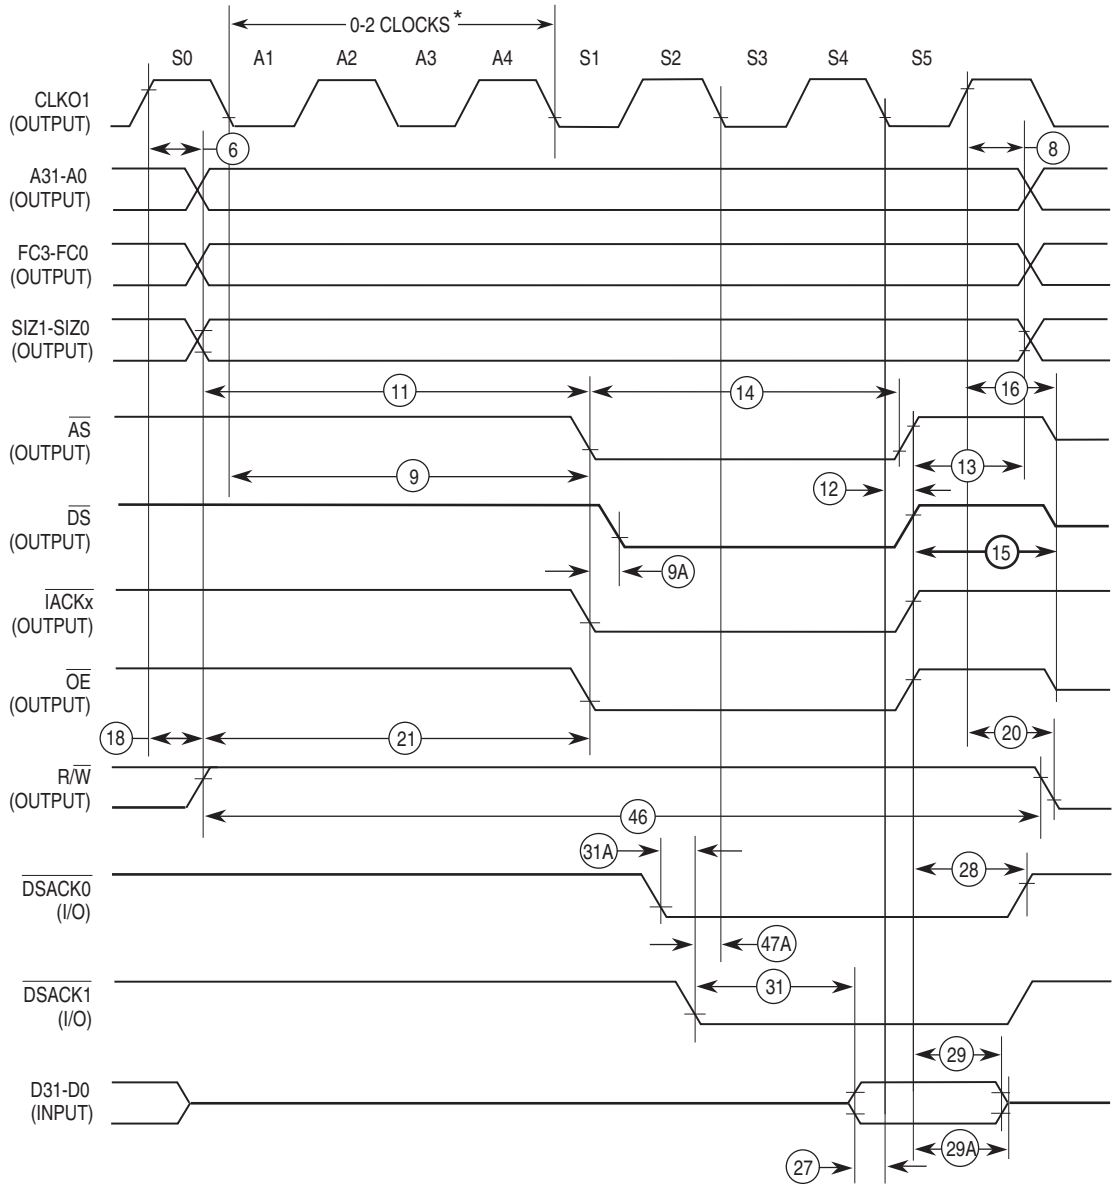 0-2 CLOCKS *
S0 A1 A2 A3 A4 S1 S2 S3 S4 S5
CLKO1
(OUTPUT)
6
8
A31-A0
(OUTPUT)
FC3-FC0
(OUTPUT)
SIZ1-SIZ0
(OUTPUT)
11
14
16
AS
(OUTPUT)
9
12
13
DS
(OUTPUT)
9A
15
IACKx
(OUTPUT)
OE
(OUTPUT)
18
21
20
R/W
(OUTPUT)
46
31A
28
DSACK0
(I/O)
47A
31
DSACK1
(I/O)
29
D31-D0
(INPUT)
27
29A